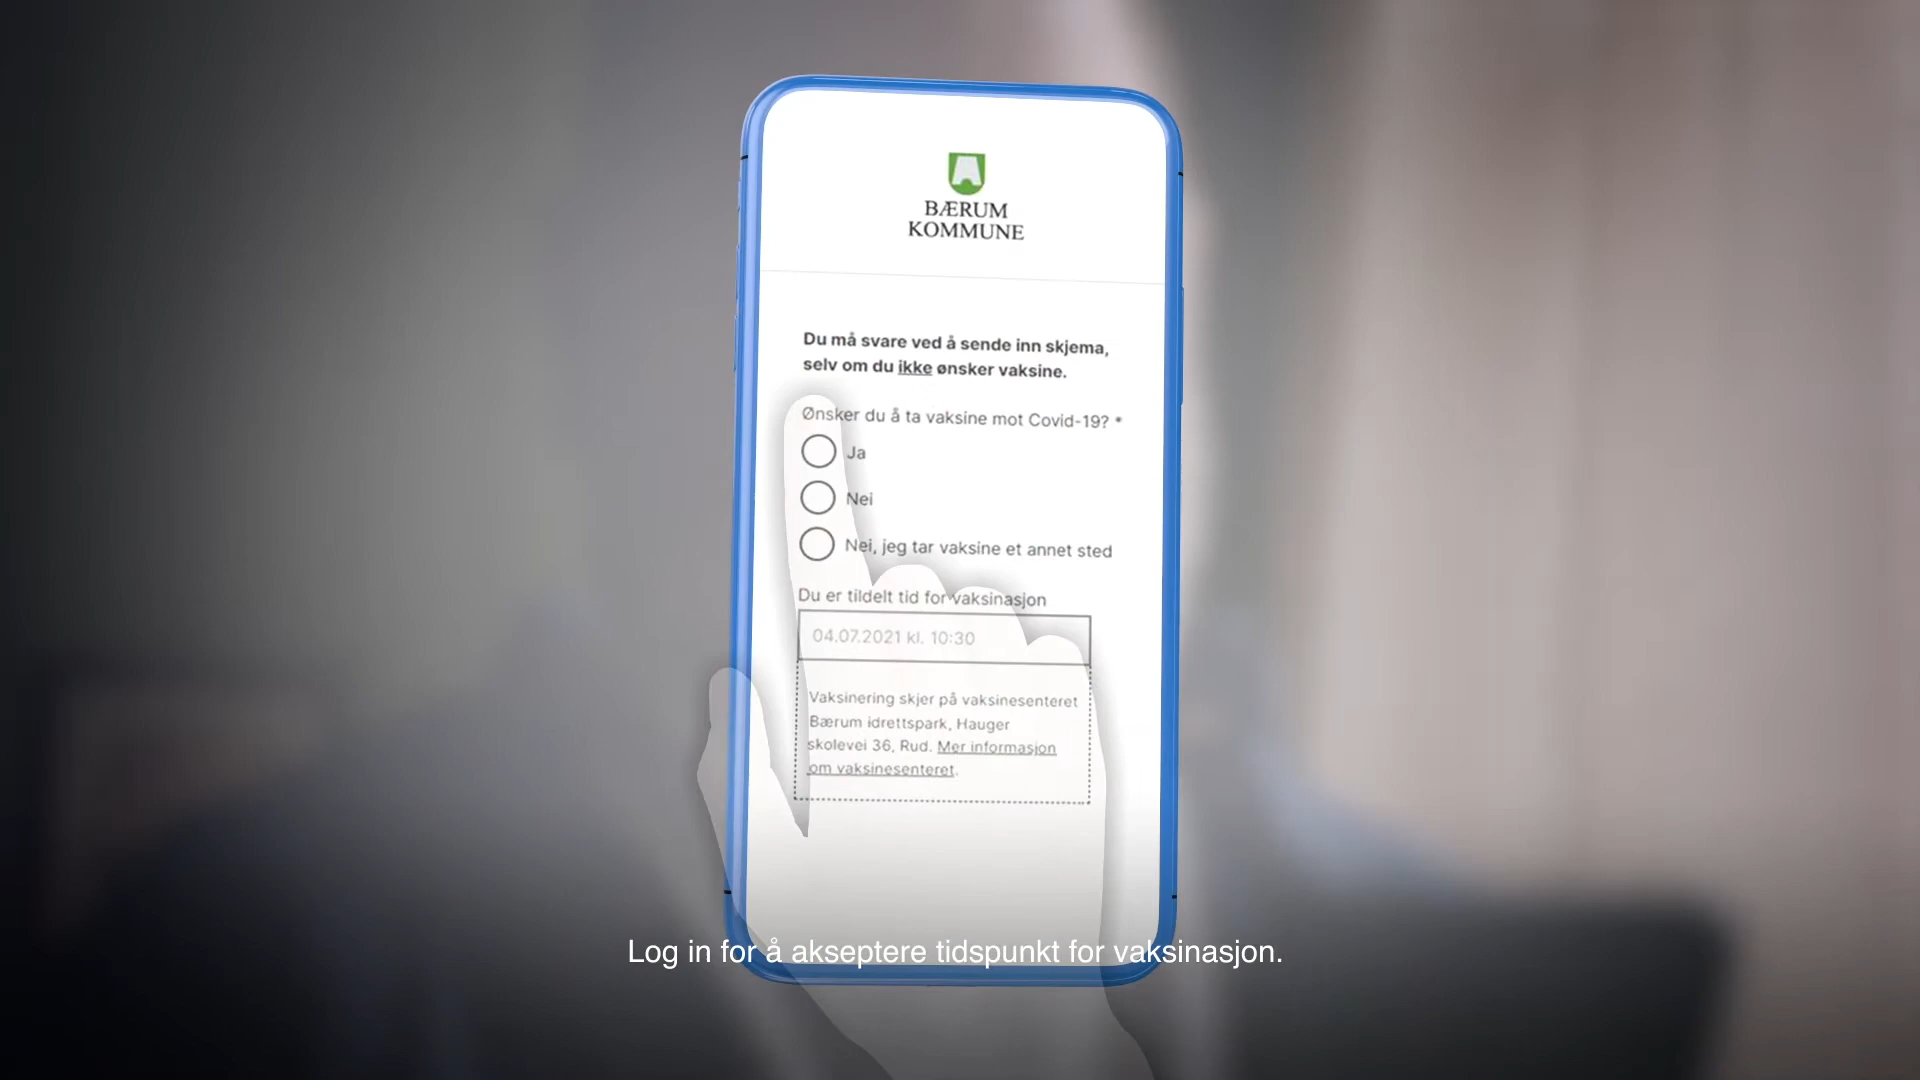 BÆRUM
KOMMUNE
Du må svare ved å sende inn skjema,
selv om du ikke ønsker vaksine.
Ønsker du å ta vaksine mot Covid-19? *
Ja
Nei
Nei, jeg tar vaksine et annet sted
Du er tildelt tid for vaksinasjon
04.07.2021 kl. 10:30
Vaksinering skjer på vaksinesenteret
Bærum idrettspark, Hauger
skolevei 36, Rud. Mer informasjon
om vaksinesenteret.
Log in for å akseptere tidspunkt for vaksinasjon.